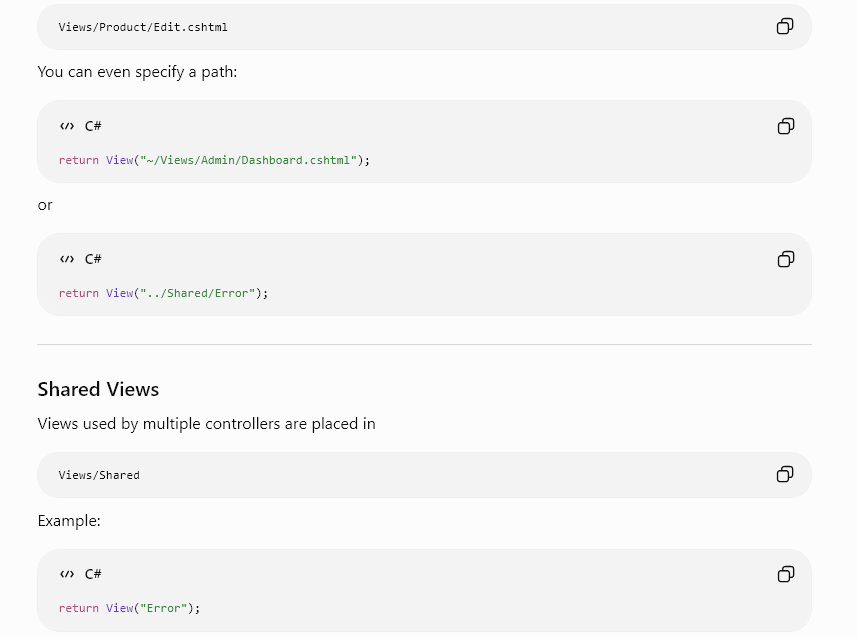 Views/Product/Edit.cshtml
You can even specify a path:
C#
return View("~/Views/Admin/Dashboard.cshtml");
or
C#
return View("../Shared/Error");
Shared Views
Views used by multiple controllers are placed in
Views/Shared
Example:
C#
return View("Error");